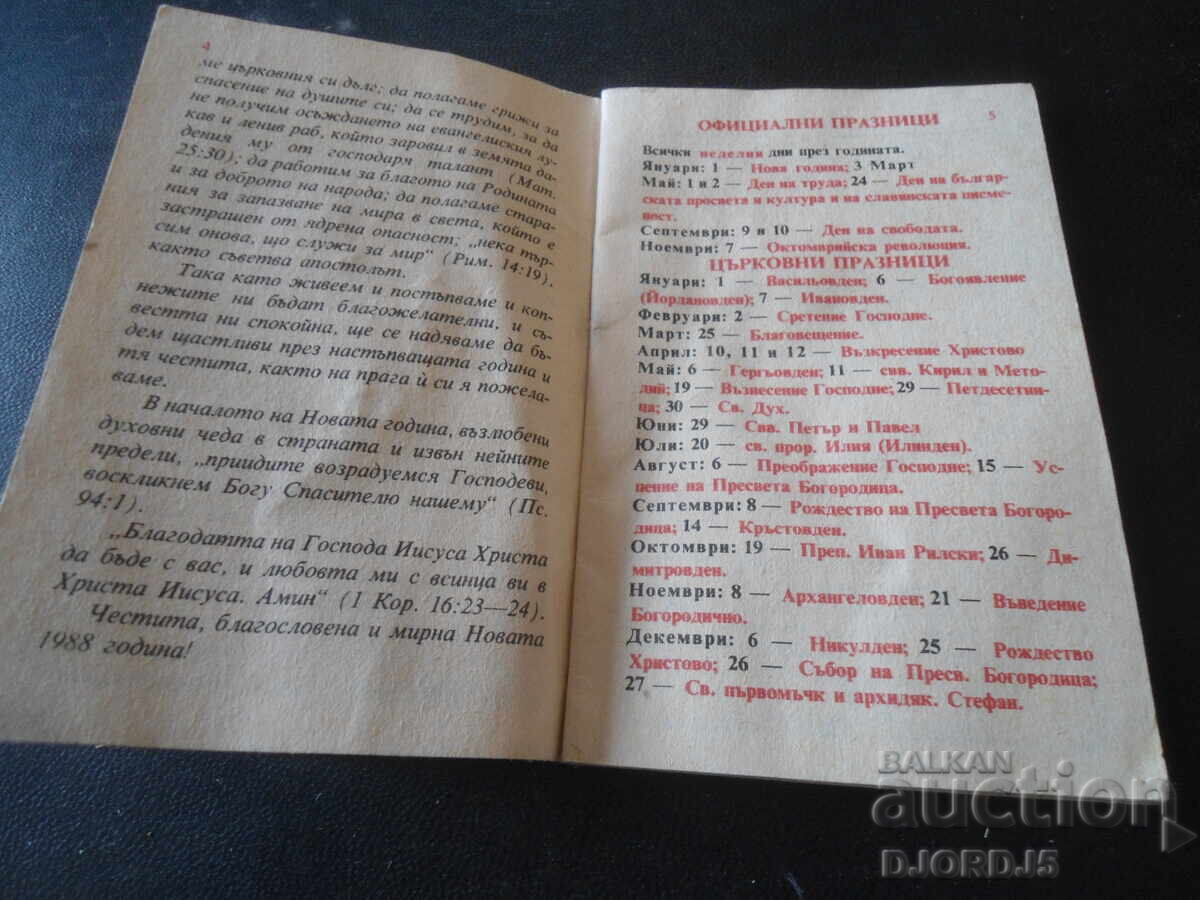 4
ме църковния си дълг; да полагаме грижи за
спасение на душите си; да се трудим, за да
не получим осъждането на евангелския лу-
кав и ленив раб, който заровил в земята да-
дения му от господаря талант (Мат.
25:30); да работим за благото на Родината
и за доброто на народа; да полагаме стара-
ния за запазване на мира в света, който е
застрашен от ядрена опасност; „нека тър-
сим онова, що служи за мир“ (Рим. 14:19),
както съветва апостолът.
Така като живеем и постъпваме и коп-
нежите ни бъдат благожелателни, и съ-
вестта ни спокойна, ще се надяваме да бъ-
дем щастливи през настъпващата година и
тя честита, както на прага ѝ си я пожела-
ваме.
В началото на Новата година, възлюбени
духовни чеда в страната и извън нейните
предели, „приидите возрадуемся Господеви,
воскликнем Богу Спасителю нашему“ (Пс.
94:1).
„Благодатта на Господа Иисуса Христа
да бъде с вас, и любовта ми с всинца ви в
Христа Иисуса. Амин“ (1 Кор. 16:23—24).
Честита, благословена и мирна Новата
1988 година!
5
ОФИЦИАЛНИ ПРАЗНИЦИ
Всички неделни дни през годината.
Януари: 1 — Нова година; 3 Март
Май: 1 и 2 — Ден на труда; 24 — Ден на българ-
ската просвета и култура и на славянската писме-
ност.
Септември: 9 и 10 — Ден на свободата.
Ноември: 7 — Октомврийска революция.
ЦЪРКОВНИ ПРАЗНИЦИ
Януари: 1 — Васильовден; 6 — Богоявление
(Йордановден); 7 — Ивановден.
Февруари: 2 — Сретение Господне.
Март: 25 — Благовещение.
Април: 10, 11 и 12 — Възкресение Христово
Май: 6 — Гергьовден; 11 — свв. Кирил и Мето-
дий; 19 — Възнесение Господне; 29 — Петдесетни-
ца; 30 — Св. Дух.
Юни: 29 — Свв. Петър и Павел
Юли: 20 — св. прор. Илия (Илинден).
Август: 6 — Преображение Господне; 15 — Ус-
пение на Пресвета Богородица.
Септември: 8 — Рождество на Пресвета Богоро-
дица; 14 — Кръстовден.
Октомври: 19 — Преп. Иван Рилски; 26 — Ди-
митровден.
Ноември: 8 — Архангеловден; 21 — Въведение
Богородично.
Декември: 6 — Никулден; 25 — Рождество
Христово; 26 — Събор на Пресв. Богородица;
27 — Св. първомъчк и архидяк. Стефан.
BALKAN
auction
DJORDJ5